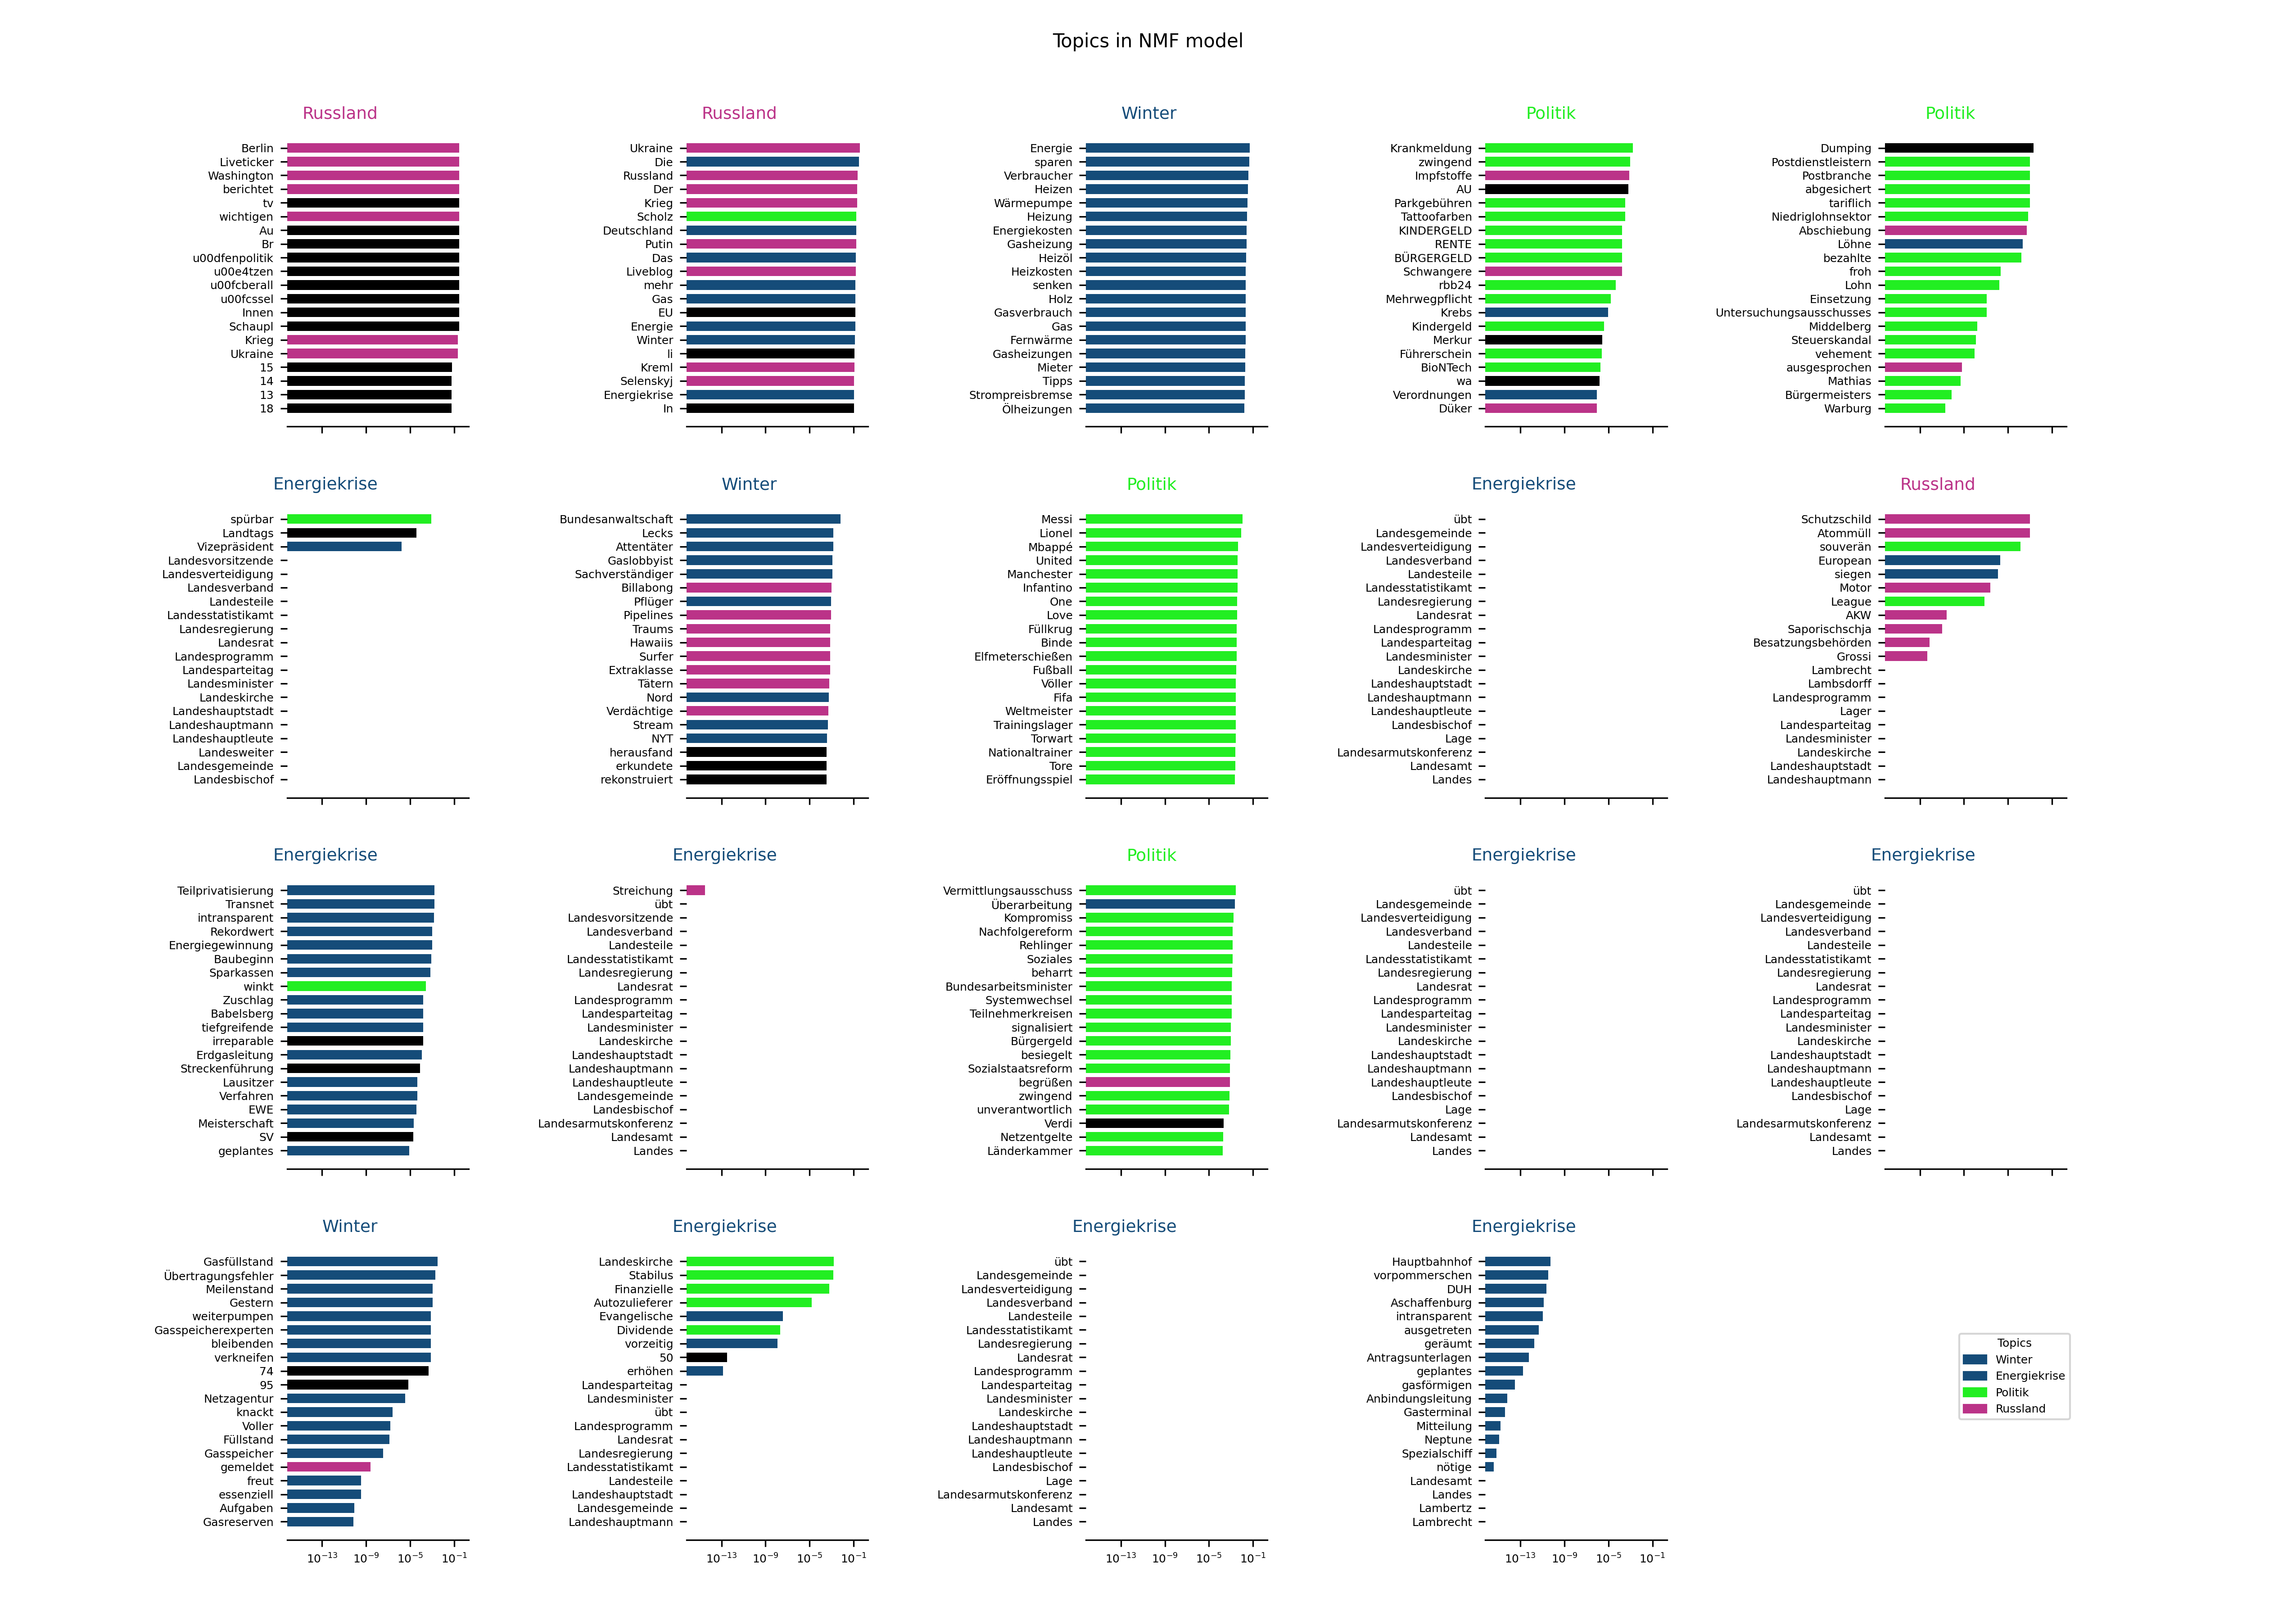 Topics in NMF model
Russland
Berlin
Liveticker
Washington
berichtet
tv
wichtigen
Au
Br
u00dfenpolitik
u00e4tzen
u00fcberall
u00fcssel
Innen
Schaupl
Krieg
Ukraine
15
14
13
18
Russland
Ukraine
Die
Russland
Der
Krieg
Scholz
Deutschland
Putin
Das
Liveblog
mehr
Gas
EU
Energie
Winter
li
Kreml
Selenskyj
Energiekrise
In
Winter
Energie
sparen
Verbraucher
Heizen
Wärmepumpe
Heizung
Energiekosten
Gasheizung
Heizöl
Heizkosten
senken
Holz
Gasverbrauch
Gas
Fernwärme
Gasheizungen
Mieter
Tipps
Strompreisbremse
Ölheizungen
Politik
Krankmeldung
zwingend
Impfstoffe
AU
Parkgebühren
Tattoofarben
KINDERGELD
RENTE
BÜRGERGELD
Schwangere
rbb24
Mehrwegpflicht
Krebs
Kindergeld
Merkur
Führerschein
BioNTech
wa
Verordnungen
Düker
Politik
Dumping
Postdienstleistern
Postbranche
abgesichert
tariflich
Niedriglohnsektor
Abschiebung
Löhne
bezahlte
froh
Lohn
Einsetzung
Untersuchungsausschusses
Middelberg
Steuerskandal
vehement
ausgesprochen
Mathias
Bürgermeisters
Warburg
Energiekrise
spürbar
Landtags
Vizepräsident
Landesvorsitzende
Landesverteidigung
Landesverband
Landesteile
Landesstatistikamt
Landesregierung
Landesrat
Landesprogramm
Landesparteitag
Landesminister
Landeskirche
Landeshauptstadt
Landeshauptmann
Landeshauptleute
Landesweiter
Landesgemeinde
Landesbischof
Winter
Bundesanwaltschaft
Lecks
Attentäter
Gaslobbyist
Sachverständiger
Billabong
Pflüger
Pipelines
Traums
Hawaiis
Surfer
Extraklasse
Tätern
Nord
Verdächtige
Stream
NYT
herausfand
erkundete
rekonstruiert
Politik
Messi
Lionel
Mbappé
United
Manchester
Infantino
One
Love
Füllkrug
Binde
Elfmeterschießen
Fußball
Völler
Fifa
Weltmeister
Trainingslager
Torwart
Nationaltrainer
Tore
Eröffnungsspiel
Energiekrise
übt
Landesgemeinde
Landesverteidigung
Landesverband
Landesteile
Landesstatistikamt
Landesregierung
Landesrat
Landesprogramm
Landesparteitag
Landesminister
Landeskirche
Landeshauptstadt
Landeshauptmann
Landeshauptleute
Landesbischof
Lage
Landesarmutskonferenz
Landesamt
Landes
Russland
Schutzschild
Atommüll
souverän
European
siegen
Motor
League
AKW
Saporischschja
Besatzungsbehörden
Grossi
Lambrecht
Lambsdorff
Landesprogramm
Lager
Landesparteitag
Landesminister
Landeskirche
Landeshauptstadt
Landeshauptmann
Energiekrise
Teilprivatisierung
Transnet
intransparent
Rekordwert
Energiegewinnung
Baubeginn
Sparkassen
winkt
Zuschlag
Babelsberg
tiefgreifende
irreparable
Erdgasleitung
Streckenführung
Lausitzer
Verfahren
EWE
Meisterschaft
SV
geplantes
Energiekrise
Streichung
übt
Landesvorsitzende
Landesverband
Landesteile
Landesstatistikamt
Landesregierung
Landesrat
Landesprogramm
Landesparteitag
Landesminister
Landeskirche
Landeshauptstadt
Landeshauptmann
Landeshauptleute
Landesgemeinde
Landesbischof
Landesarmutskonferenz
Landesamt
Landes
Politik
Vermittlungsausschuss
Überarbeitung
Kompromiss
Nachfolgereform
Rehlinger
Soziales
beharrt
Bundesarbeitsminister
Systemwechsel
Teilnehmerkreisen
signalisiert
Bürgergeld
besiegelt
Sozialstaatsreform
begrüßen
zwingend
unverantwortlich
Verdi
Netzentgelte
Länderkammer
Energiekrise
übt
Landesgemeinde
Landesverteidigung
Landesverband
Landesteile
Landesstatistikamt
Landesregierung
Landesrat
Landesprogramm
Landesparteitag
Landesminister
Landeskirche
Landeshauptstadt
Landeshauptmann
Landeshauptleute
Landesbischof
Lage
Landesarmutskonferenz
Landesamt
Landes
Energiekrise
übt
Landesgemeinde
Landesverteidigung
Landesverband
Landesteile
Landesstatistikamt
Landesregierung
Landesrat
Landesprogramm
Landesparteitag
Landesminister
Landeskirche
Landeshauptstadt
Landeshauptmann
Landeshauptleute
Landesbischof
Lage
Landesarmutskonferenz
Landesamt
Landes
Winter
Gasfüllstand
Übertragungsfehler
Meilenstand
Gestern
weiterpumpen
Gasspeicherexperten
bleibenden
verkneifen
74
95
Netzagentur
knackt
Voller
Füllstand
Gasspeicher
gemeldet
freut
essenziell
Aufgaben
Gasreserven
10⁻¹³ 10⁻⁹ 10⁻⁵ 10⁻¹
Energiekrise
Landeskirche
Stabilus
Finanzielle
Autozulieferer
Evangelische
Dividende
vorzeitig
50
erhöhen
Landesparteitag
Landesminister
übt
Landesprogramm
Landesrat
Landesregierung
Landesstatistikamt
Landesteile
Landeshauptstadt
Landesgemeinde
Landeshauptmann
10⁻¹³ 10⁻⁹ 10⁻⁵ 10⁻¹
Energiekrise
übt
Landesgemeinde
Landesverteidigung
Landesverband
Landesteile
Landesstatistikamt
Landesregierung
Landesrat
Landesprogramm
Landesparteitag
Landesminister
Landeskirche
Landeshauptstadt
Landeshauptmann
Landeshauptleute
Landesbischof
Lage
Landesarmutskonferenz
Landesamt
Landes
10⁻¹³ 10⁻⁹ 10⁻⁵ 10⁻¹
Energiekrise
Hauptbahnhof
vorpommerschen
DUH
Aschaffenburg
intransparent
ausgetreten
geräumt
Antragsunterlagen
geplantes
gasförmigen
Anbindungsleitung
Gasterminal
Mitteilung
Neptune
Spezialschiff
nötige
Landesamt
Landes
Lambertz
Lambrecht
10⁻¹³ 10⁻⁹ 10⁻⁵ 10⁻¹
Topics
Winter
Energiekrise
Politik
Russland